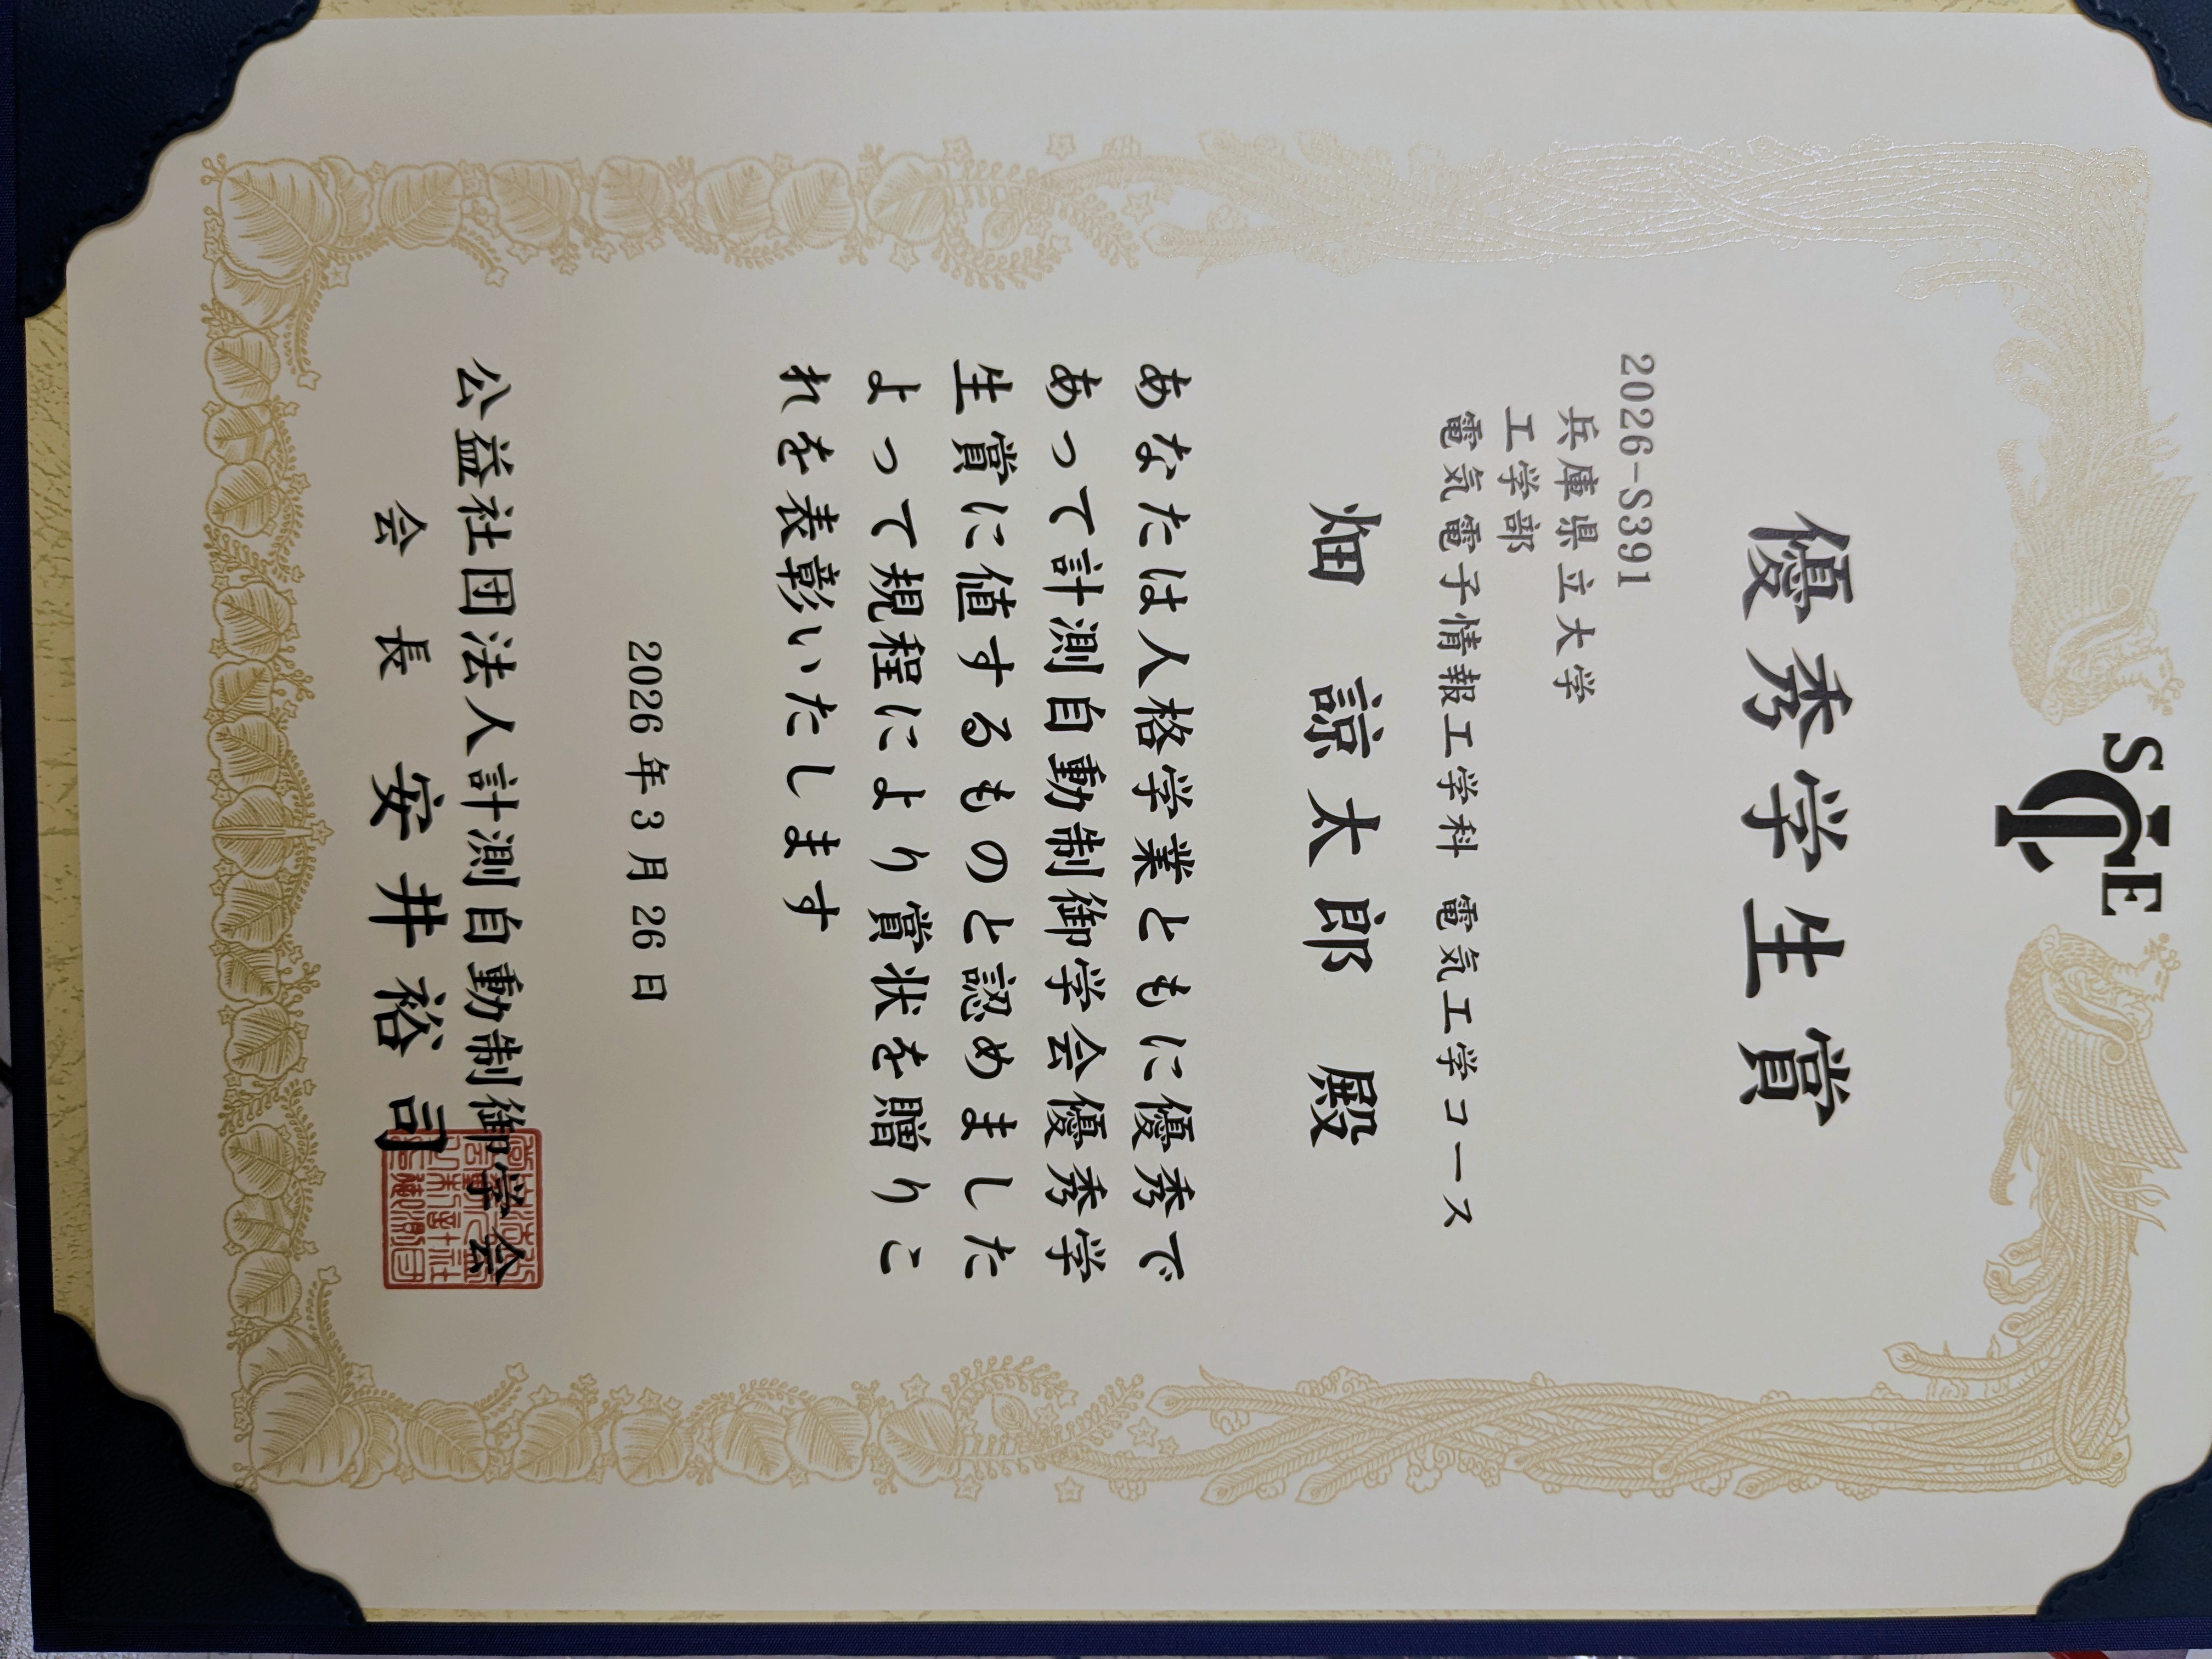 SICE
優秀学生賞
2026-S391
兵庫県立大学
工学部
電気電子情報工学科 電気工学コース
畑 諒太郎 殿
あなたは人格学業ともに優秀で
あって計測自動制御学会優秀学
生賞に値するものと認めました
よって規程により賞状を贈りこ
れを表彰いたします
2026年3月26日
公益社団法人計測自動制御学会
会長 安井裕司